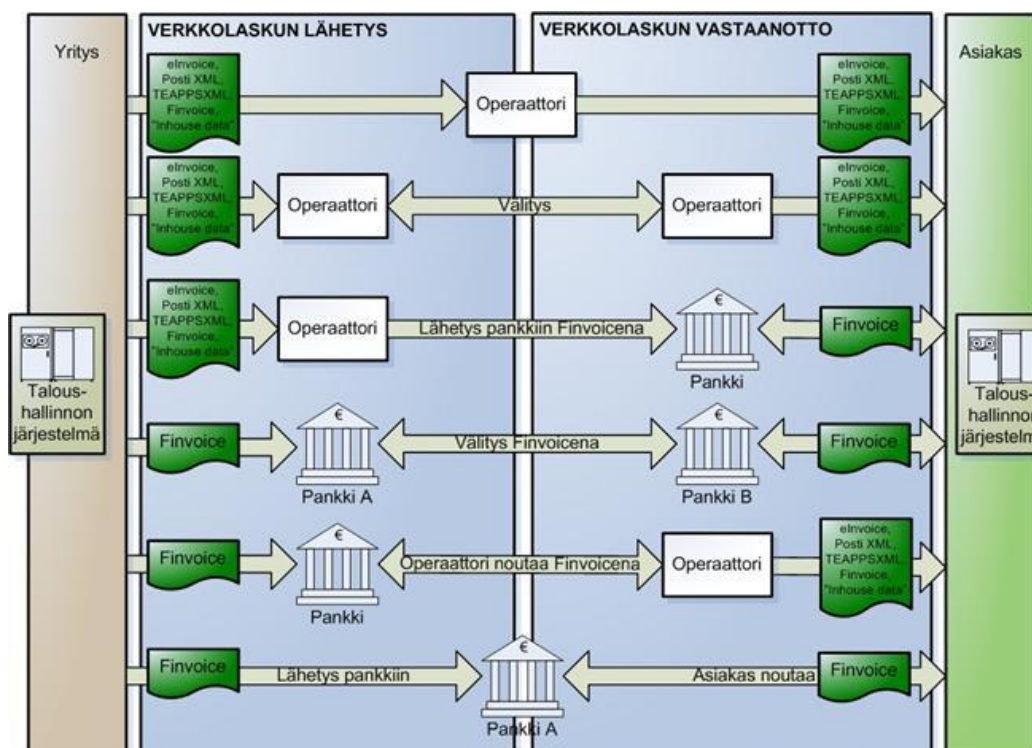 VERKKOLASKUN LÄHETYS
VERKKOLASKUN VASTAANOTTO
Yritys
Asiakas
eInvoice,
Posti XML,
TEAPPSXML,
Finvoice,
"Inhouse data"
Operaattori
eInvoice,
Posti XML,
TEAPPSXML,
Finvoice,
"Inhouse data"
eInvoice,
Posti XML,
TEAPPSXML,
Finvoice,
"Inhouse data"
Operaattori
Välitys
Operaattori
eInvoice,
Posti XML,
TEAPPSXML,
Finvoice,
"Inhouse data"
eInvoice,
Posti XML,
TEAPPSXML,
Finvoice,
"Inhouse data"
Operaattori
Lähetys pankkiin Finvoicena
€
Pankki
Finvoice
Talous-
hallinnon
järjestelmä
Talous-
hallinnon
järjestelmä
Finvoice
€
Pankki A
Välitys Finvoicena
€
Pankki B
Finvoice
Finvoice
€
Pankki
Operaattori noutaa Finvoicena
Operaattori
eInvoice,
Posti XML,
TEAPPSXML,
Finvoice,
"Inhouse data"
Finvoice
Lähetys pankkiin
€
Pankki A
Asiakas noutaa
Finvoice